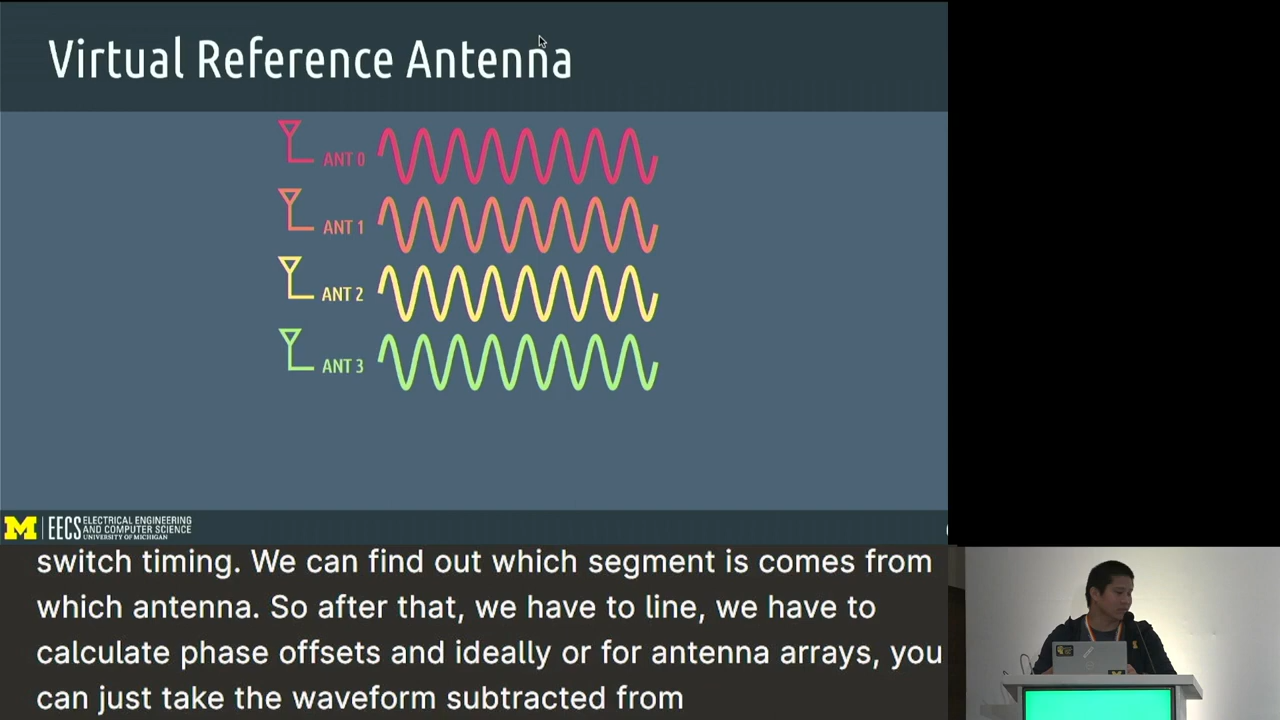 Virtual Reference Antenna
ANT 0
ANT 1
ANT 2
ANT 3
M EECS ELECTRICAL ENGINEERING
AND COMPUTER SCIENCE
UNIVERSITY OF MICHIGAN
switch timing. We can find out which segment is comes from
which antenna. So after that, we have to line, we have to
calculate phase offsets and ideally or for antenna arrays, you
can just take the waveform subtracted from